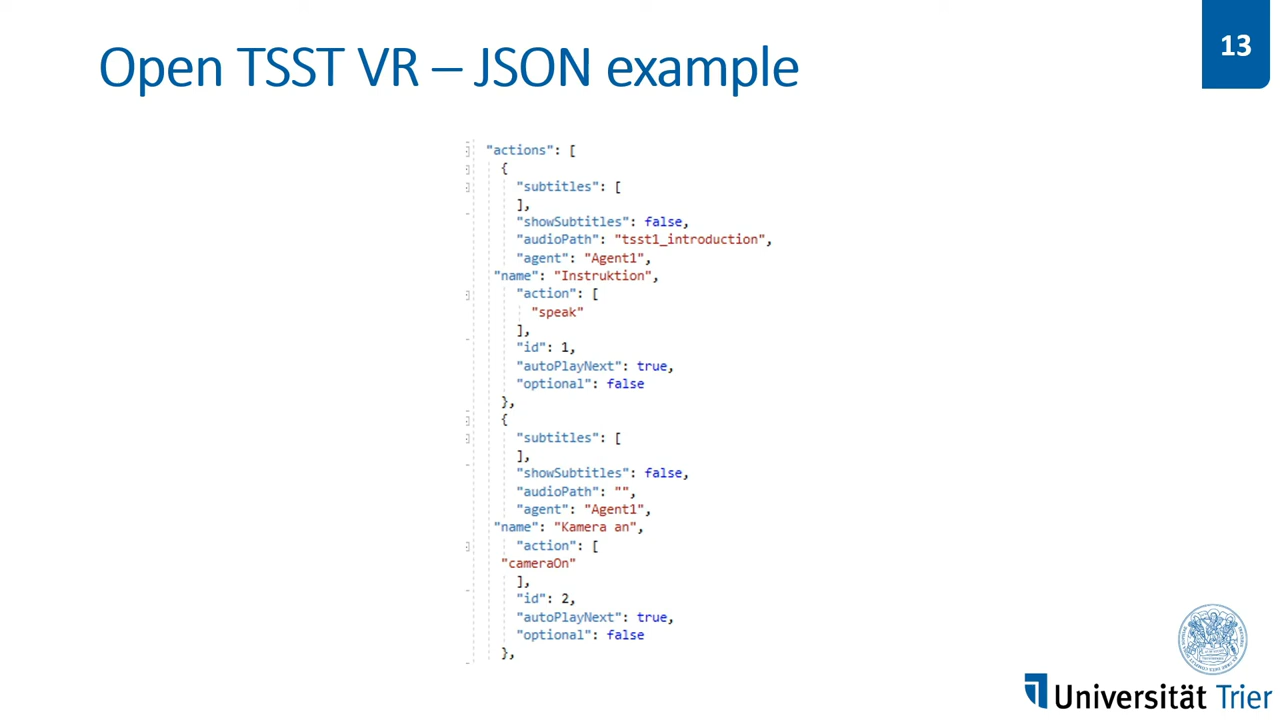 13
Open TSST VR – JSON example
"actions": [
{
"subtitles": [
],
"showSubtitles": false,
"audioPath": "tsst1_introduction",
"agent": "Agent1",
"name": "Instruktion",
"action": [
"speak"
],
"id": 1,
"autoPlayNext": true,
"optional": false
},
{
"subtitles": [
],
"showSubtitles": false,
"audioPath": "",
"agent": "Agent1",
"name": "Kamera an",
"action": [
"cameraOn"
],
"id": 2,
"autoPlayNext": true,
"optional": false
},
Universität Trier